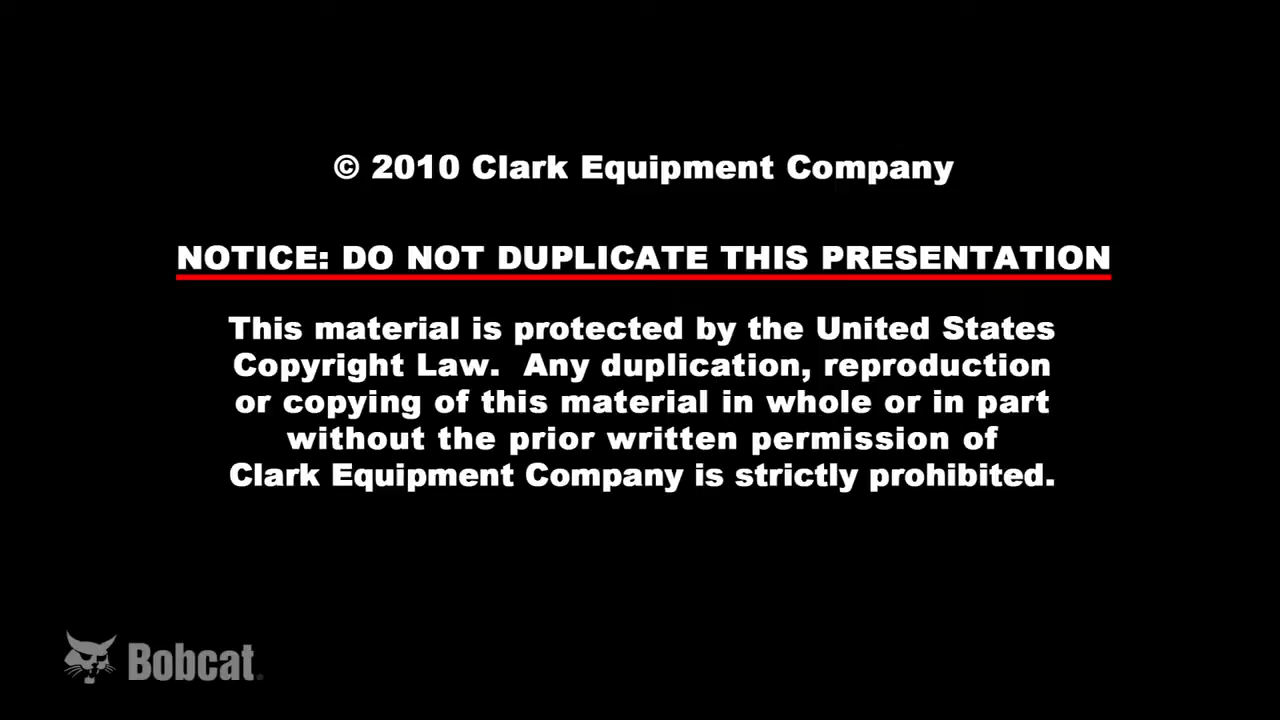 © 2010 Clark Equipment Company
NOTICE: DO NOT DUPLICATE THIS PRESENTATION
This material is protected by the United States
Copyright Law.  Any duplication, reproduction
or copying of this material in whole or in part
without the prior written permission of
Clark Equipment Company is strictly prohibited.
Bobcat